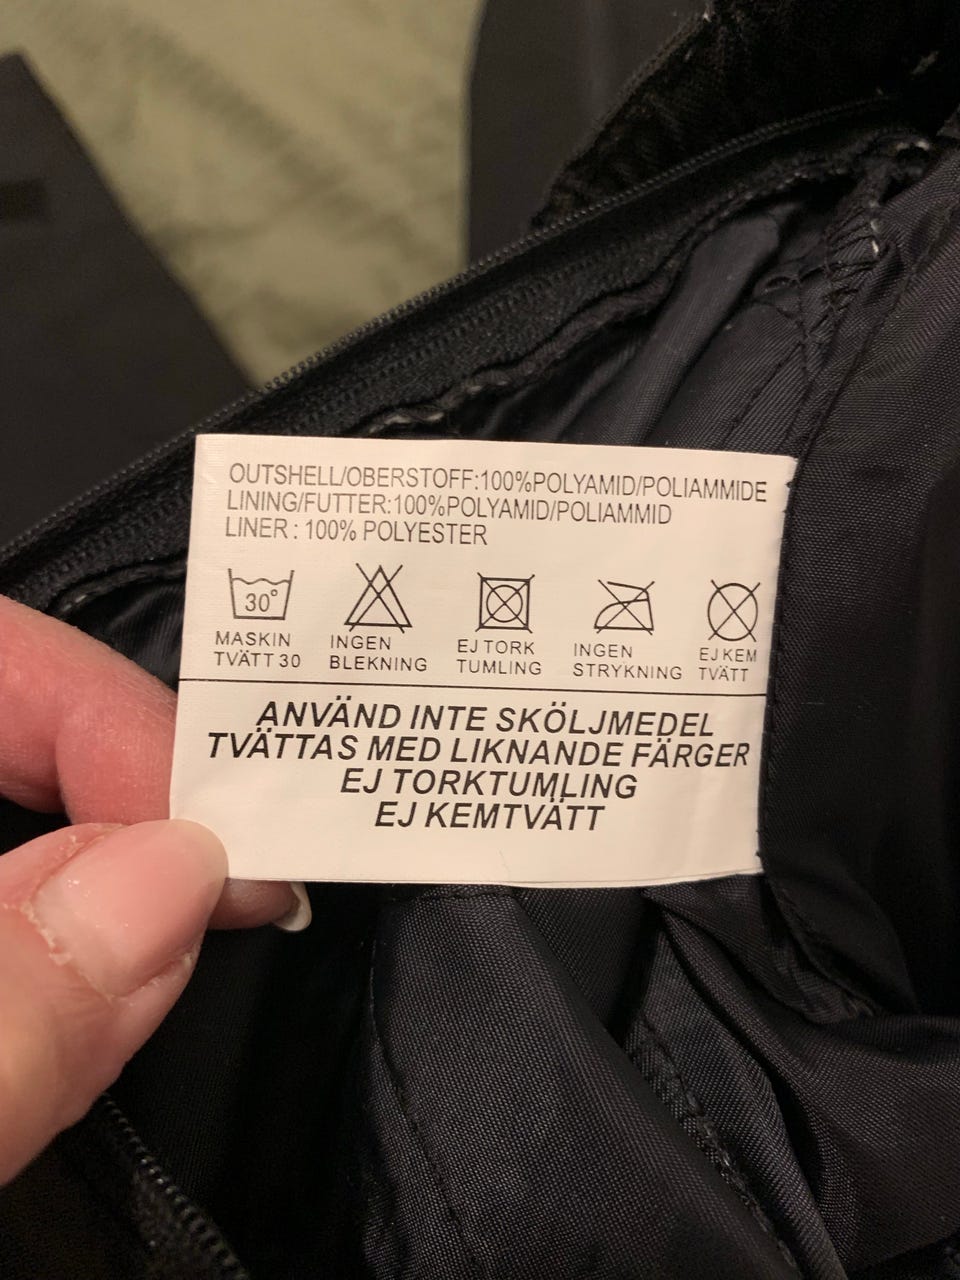 OUTSHELL/OBERSTOFF:100%POLYAMID/POLIAMMIDE
LINING/FUTTER:100%POLYAMID/POLIAMMID
LINER : 100% POLYESTER
30°
MASKIN TVÄTT 30
INGEN BLEKNING
EJ TORK TUMLING
INGEN STRYKNING
EJ KEM TVÄTT
ANVÄND INTE SKÖLJMEDEL
TVÄTTAS MED LIKNANDE FÄRGER
EJ TORKTUMLING
EJ KEMTVÄTT